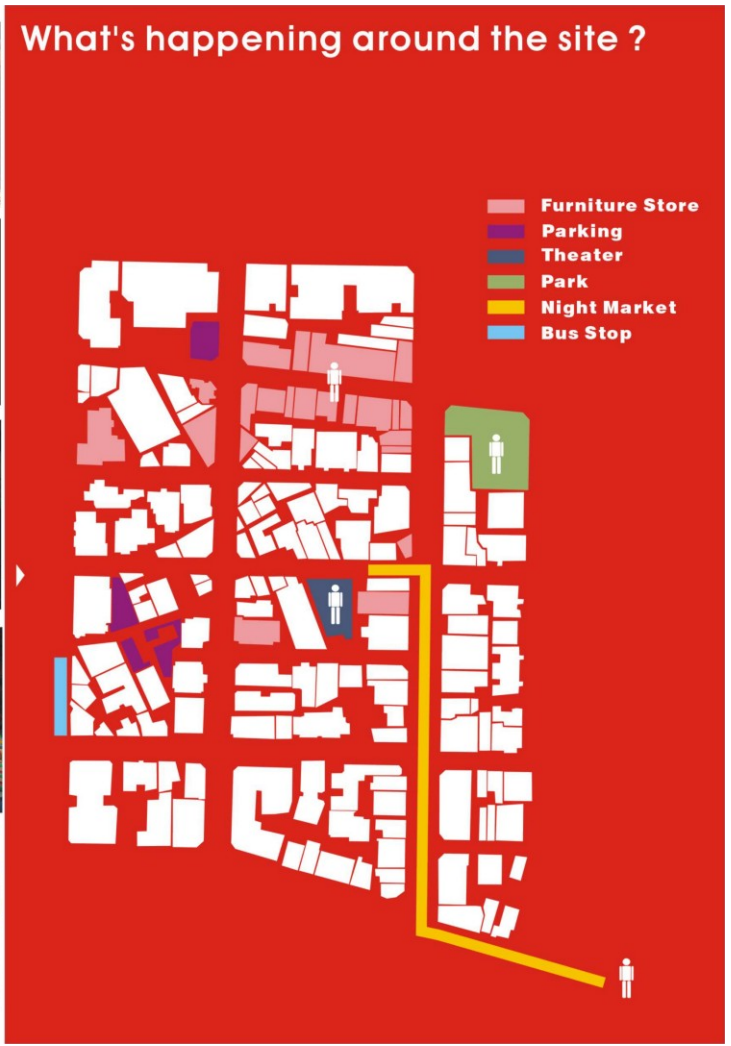 What's happening around the site ?
Furniture Store
Parking
Theater
Park
Night Market
Bus Stop